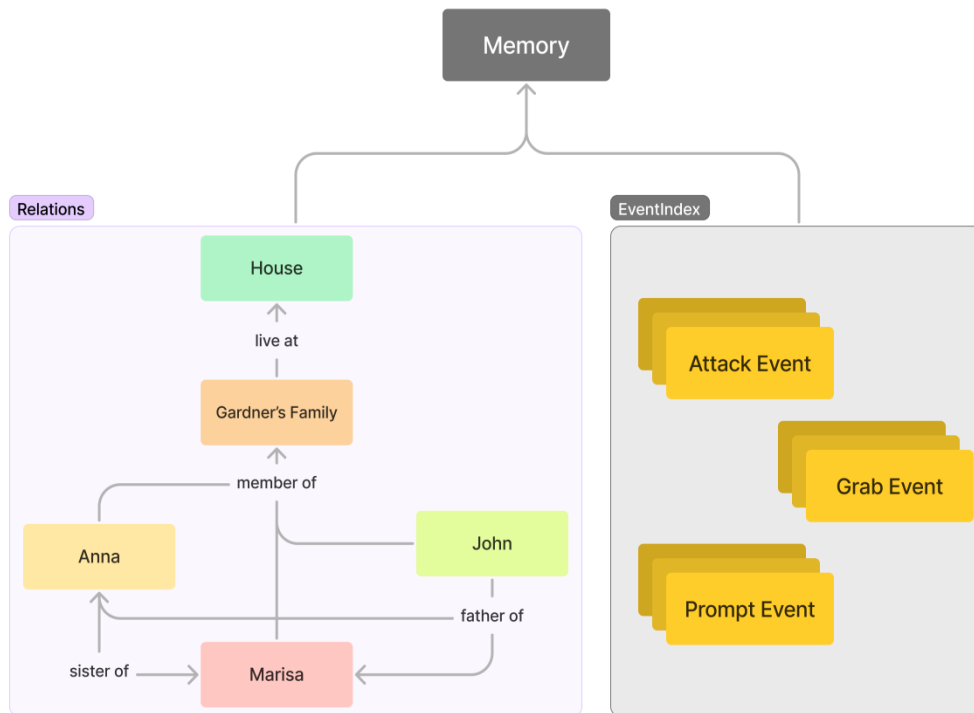 Memory
Relations
EventIndex
House
live at
Attack Event
Gardner's Family
member of
Grab Event
Anna
John
Prompt Event
father of
sister of
Marisa